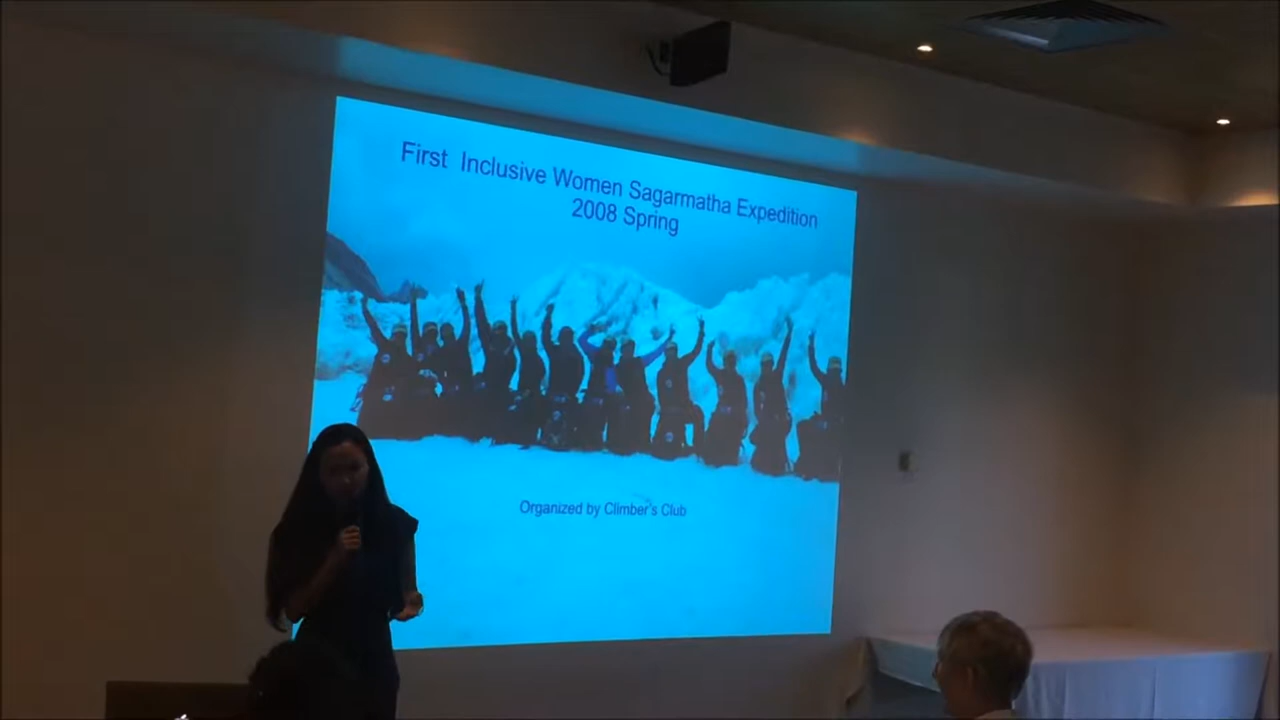 First Inclusive Women Sagarmatha Expedition
2008 Spring
Organized by Climber's Club